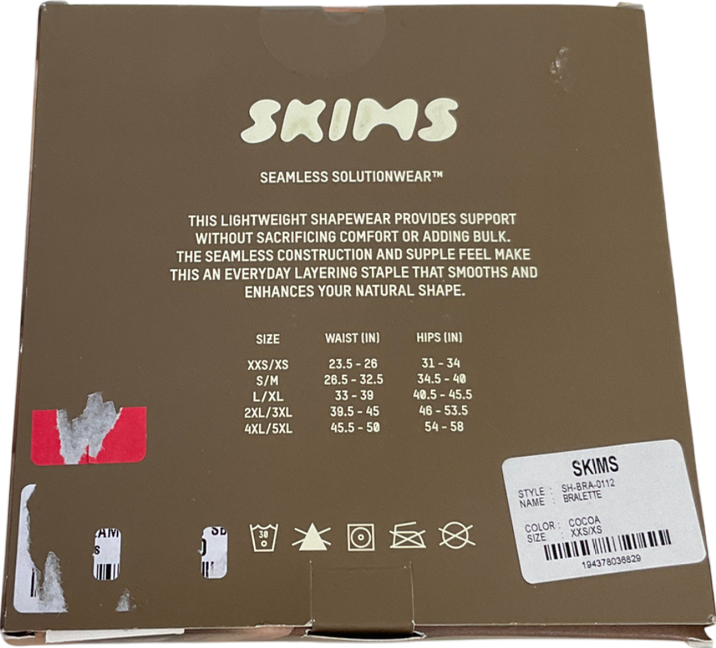 SKIMS
SEAMLESS SOLUTIONWEAR™
THIS LIGHTWEIGHT SHAPEWEAR PROVIDES SUPPORT
WITHOUT SACRIFICING COMFORT OR ADDING BULK.
THE SEAMLESS CONSTRUCTION AND SUPPLE FEEL MAKE
THIS AN EVERYDAY LAYERING STAPLE THAT SMOOTHS AND
ENHANCES YOUR NATURAL SHAPE.
SIZE WAIST (IN) HIPS (IN)
XXS/XS 23.5 - 26 31 - 34
S/M 26.5 - 32.5 34.5 - 40
L/XL 33 - 39 40.5 - 45.5
2XL/3XL 39.5 - 45 46 - 53.5
4XL/5XL 45.5 - 50 54 - 58
SKIMS
STYLE : SH-BRA-0112
NAME : BRALETTE
COLOR : COCOA
SIZE : XXS/XS
194378036829
30